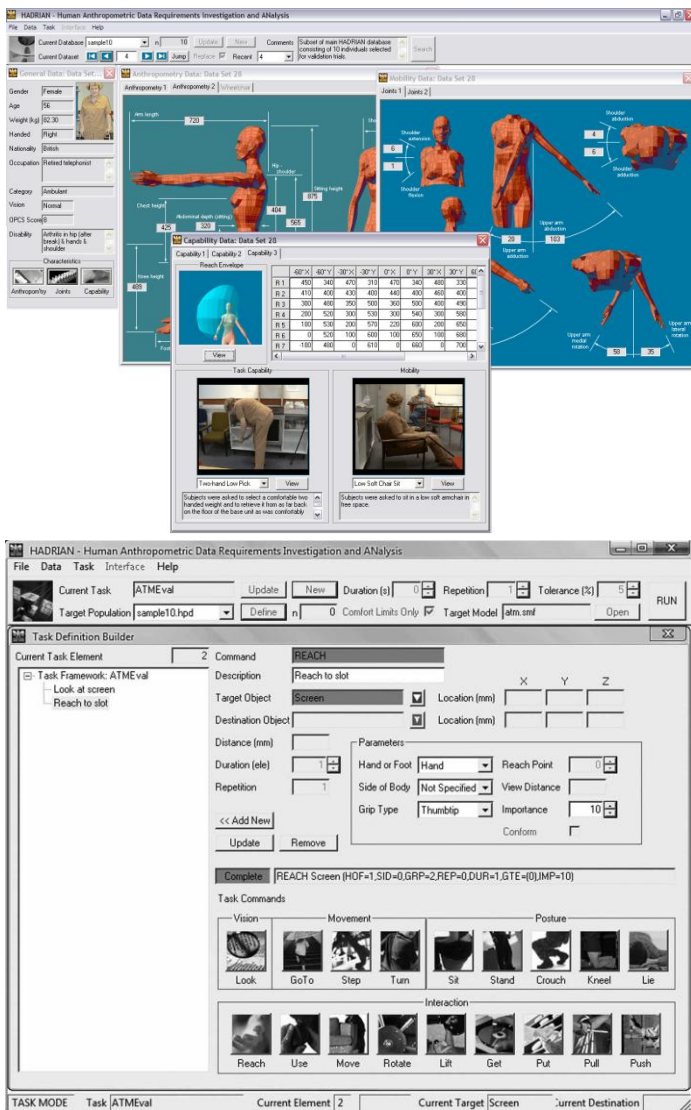 HADRIAN - Human Anthropometric Data Requirements Investigation and ANalysis
File Data Task Interface Help
Current Database sample10 n 10 Update New Comments Subset of main HADRIAN database consisting of 10 individuals selected for validation trials. Search
Current Dataset 4 Jump Replace Recent 4
General Data: Data Set...
Gender Female
Age 56
Weight (kg) 82.30
Handed Right
Nationality British
Occupation Retired telephonist
Category Ambulant
Vision Normal
OPCS Score 8
Disability Arthritis in hip (after break) & hands & shoulder
Characteristics
Anthropom'try Joints Capability
Anthropometry Data: Data Set 28
Anthropometry 1 Anthropometry 2 Wheelchair
Arm length
720
Hip - shoulder
Sitting height
875
Chest height
425
Abdominal depth (sitting)
320
404
565
Knee height
489
Mobility Data: Data Set 28
Joints 1 Joints 2
Shoulder extension
6
1
Shoulder flexion
Shoulder abduction
4
6
Shoulder adduction
Upper arm adduction
20 103
Upper arm abduction
Upper arm medial rotation
50 35
Upper arm lateral rotation
Capability Data: Data Set 28
Capability 1 Capability 2 Capability 3
Reach Envelope
View
-60°X -60°Y -30°X -30°Y 0°X 0°Y 30°X 30°Y
R 1 450 340 470 310 470 340 480 330
R 2 410 400 430 400 440 400 460 400
R 3 300 480 350 500 360 500 400 490
R 4 200 520 300 530 300 540 300 580
R 5 100 530 200 570 220 600 200 650
R 6 0 520 100 600 100 650 100 680
R 7 -100 480 0 610 0 660 0 700
Task Capability
Mobility
Two-hand Low Pick View
Low Soft Chair Sit View
Subjects were asked to select a comfortable two handed weight and to retrieve it from as far back on the floor of the base unit as was comfortably
Subjects were asked to sit in a low soft armchair in free space.
HADRIAN - Human Anthropometric Data Requirements Investigation and ANalysis
File Data Task Interface Help
Current Task ATMEval Update New Duration (s) 0 Repetition 1 Tolerance (%) 5 RUN
Target Population sample10.hpd Define n 0 Comfort Limits Only Target Model atm.smf Open
Task Definition Builder
Current Task Element 2
Task Framework: ATMEval
Look at screen
Reach to slot
Command REACH
Description Reach to slot
X Y Z
Target Object Screen Location (mm)
Destination Object Location (mm)
Distance (mm)
Duration (ele) 1
Repetition 1
Parameters
Hand or Foot Hand Reach Point 0
Side of Body Not Specified View Distance
Grip Type Thumbtip Importance 10
Conform
<< Add New
Update Remove
Complete REACH Screen (HOF=1,SID=0,GRP=2,REP=0,DUR=1,GTE=(0),IMP=10)
Task Commands
Vision Movement Posture
Look GoTo Step Turn Sit Stand Crouch Kneel Lie
Interaction
Reach Use Move Rotate Lift Get Put Pull Push
TASK MODE Task ATMEval Current Element 2 Current Target Screen Current Destination